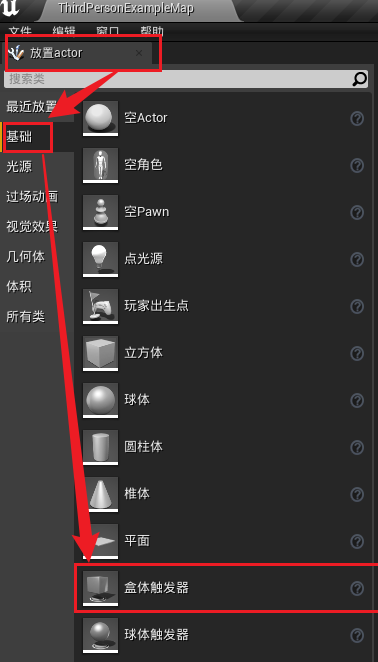 ThirdPersonExampleMap
文件 编辑 窗口 帮助
放置actor
搜索类
最近放置
基础
光源
过场动画
视觉效果
几何体
体积
所有类
空Actor
空角色
空Pawn
点光源
玩家出生点
立方体
球体
圆柱体
椎体
平面
盒体触发器
球体触发器